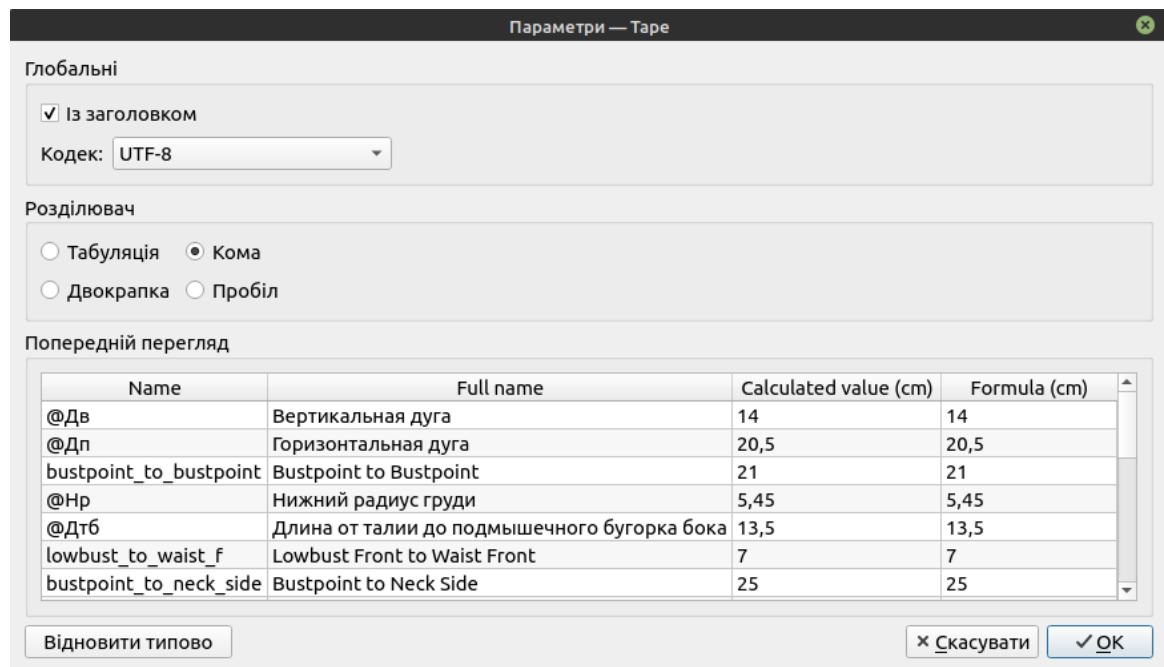 Параметри — Tape
Глобальні
Із заголовком
Кодек: UTF-8
Розділювач
Табуляція Кома
Двокрапка Пробіл
Попередній перегляд
Name Full name Calculated value (cm) Formula (cm)
@Дв Вертикальная дуга 14 14
@Дп Горизонтальная дуга 20,5 20,5
bustpoint_to_bustpoint Bustpoint to Bustpoint 21 21
@Нр Нижний радиус груди 5,45 5,45
@Дтб Длина от талии до подмышечного бугорка бока 13,5 13,5
lowbust_to_waist_f Lowbust Front to Waist Front 7 7
bustpoint_to_neck_side Bustpoint to Neck Side 25 25
Відновити типово Скасувати OK